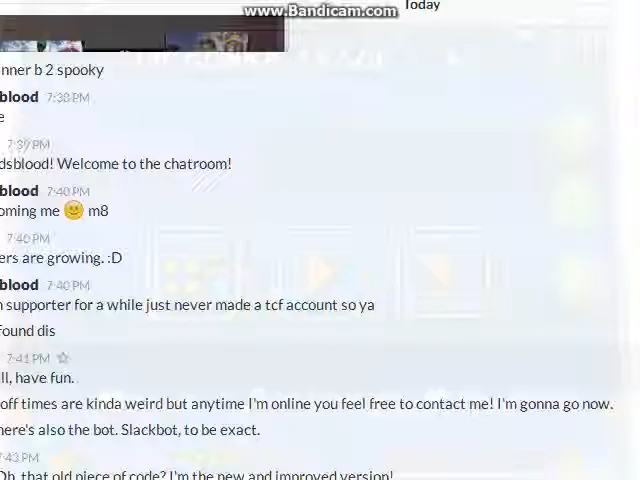 www.Bandicam.com
Today
nner b 2 spooky
blood 7:38 PM
e
7:39 PM
dsblood! Welcome to the chatroom!
blood 7:40 PM
oming me m8
7:40 PM
ers are growing. :D
blood 7:40 PM
n supporter for a while just never made a tcf account so ya
found dis
7:41 PM
ll, have fun.
off times are kinda weird but anytime I'm online you feel free to contact me! I'm gonna go now.
here's also the bot. Slackbot, to be exact.
7:43 PM
Oh, that old piece of code? I'm the new and improved version!